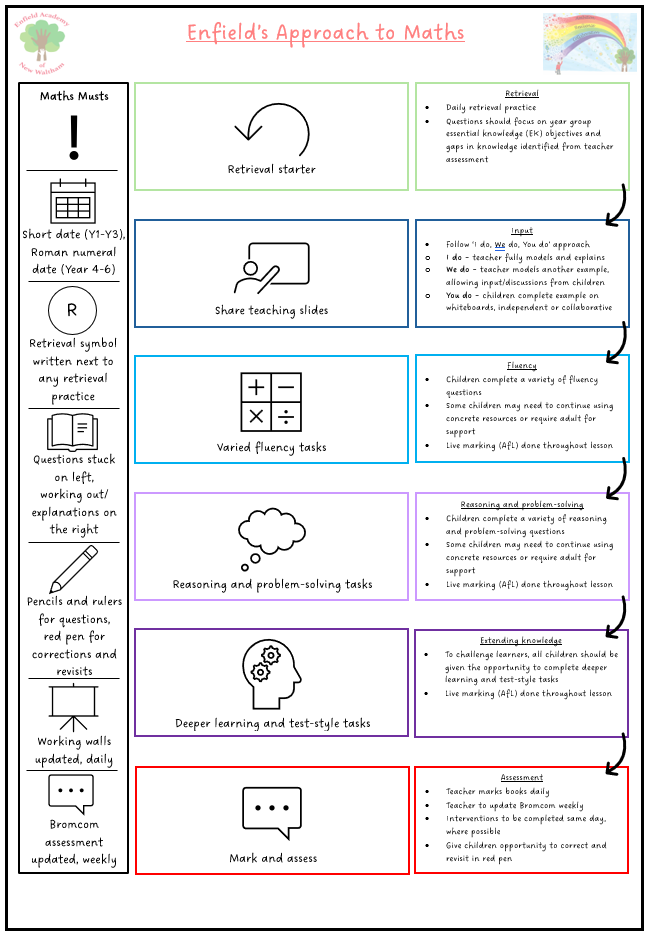 Enfield Academy
of
New Waltham
Enfield's Approach to Maths
Maths Musts
!
Short date (Y1-Y3),
Roman numeral
date (Year 4-6)
R
Retrieval symbol
written next to
any retrieval
practice
Questions stuck
on left,
working out/
explanations on
the right
Pencils and rulers
for questions,
red pen for
corrections and
revisits
Working walls
updated, daily
Bromcom
assessment
updated, weekly
Retrieval starter
Retrieval
• Daily retrieval practice
• Questions should focus on year group
essential knowledge (EK) objectives and
gaps in knowledge identified from teacher
assessment
Share teaching slides
Input
• Follow 'I do, We do, You do' approach
o I do – teacher fully models and explains
o We do – teacher models another example,
allowing input/discussions from children
o You do – children complete example on
whiteboards, independent or collaborative
+ −
× ÷
Varied fluency tasks
Fluency
• Children complete a variety of fluency
questions
• Some children may need to continue using
concrete resources or require adult for
support
• Live marking (AfL) done throughout lesson
Reasoning and problem-solving tasks
Reasoning and problem-solving
• Children complete a variety of reasoning
and problem-solving questions
• Some children may need to continue using
concrete resources or require adult for
support
• Live marking (AfL) done throughout lesson
Deeper learning and test-style tasks
Extending knowledge
• To challenge learners, all children should be
given the opportunity to complete deeper
learning and test-style tasks
• Live marking (AfL) done throughout lesson
Mark and assess
Assessment
• Teacher marks books daily
• Teacher to update Bromcom weekly
• Interventions to be completed same day,
where possible
• Give children opportunity to correct and
revisit in red pen